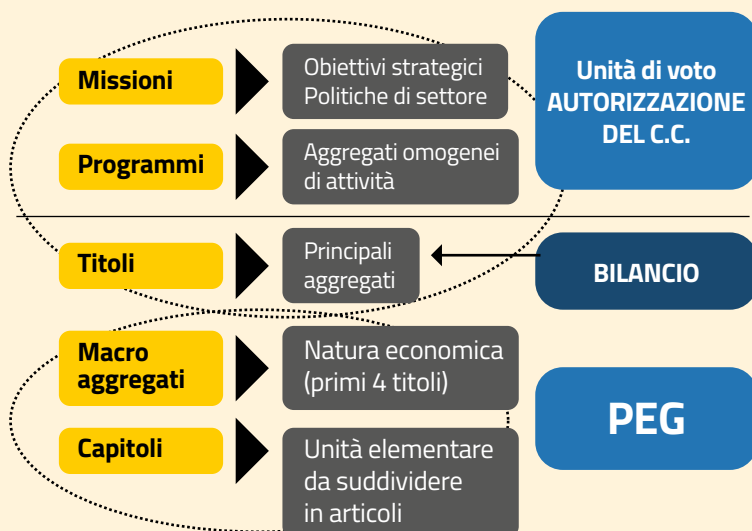 Missioni
Obiettivi strategici
Politiche di settore
Unità di voto
AUTORIZZAZIONE
DEL C.C.
Programmi
Aggregati omogenei
di attività
Titoli
Principali
aggregati
BILANCIO
Macro
aggregati
Natura economica
(primi 4 titoli)
PEG
Capitoli
Unità elementare
da suddividere
in articoli